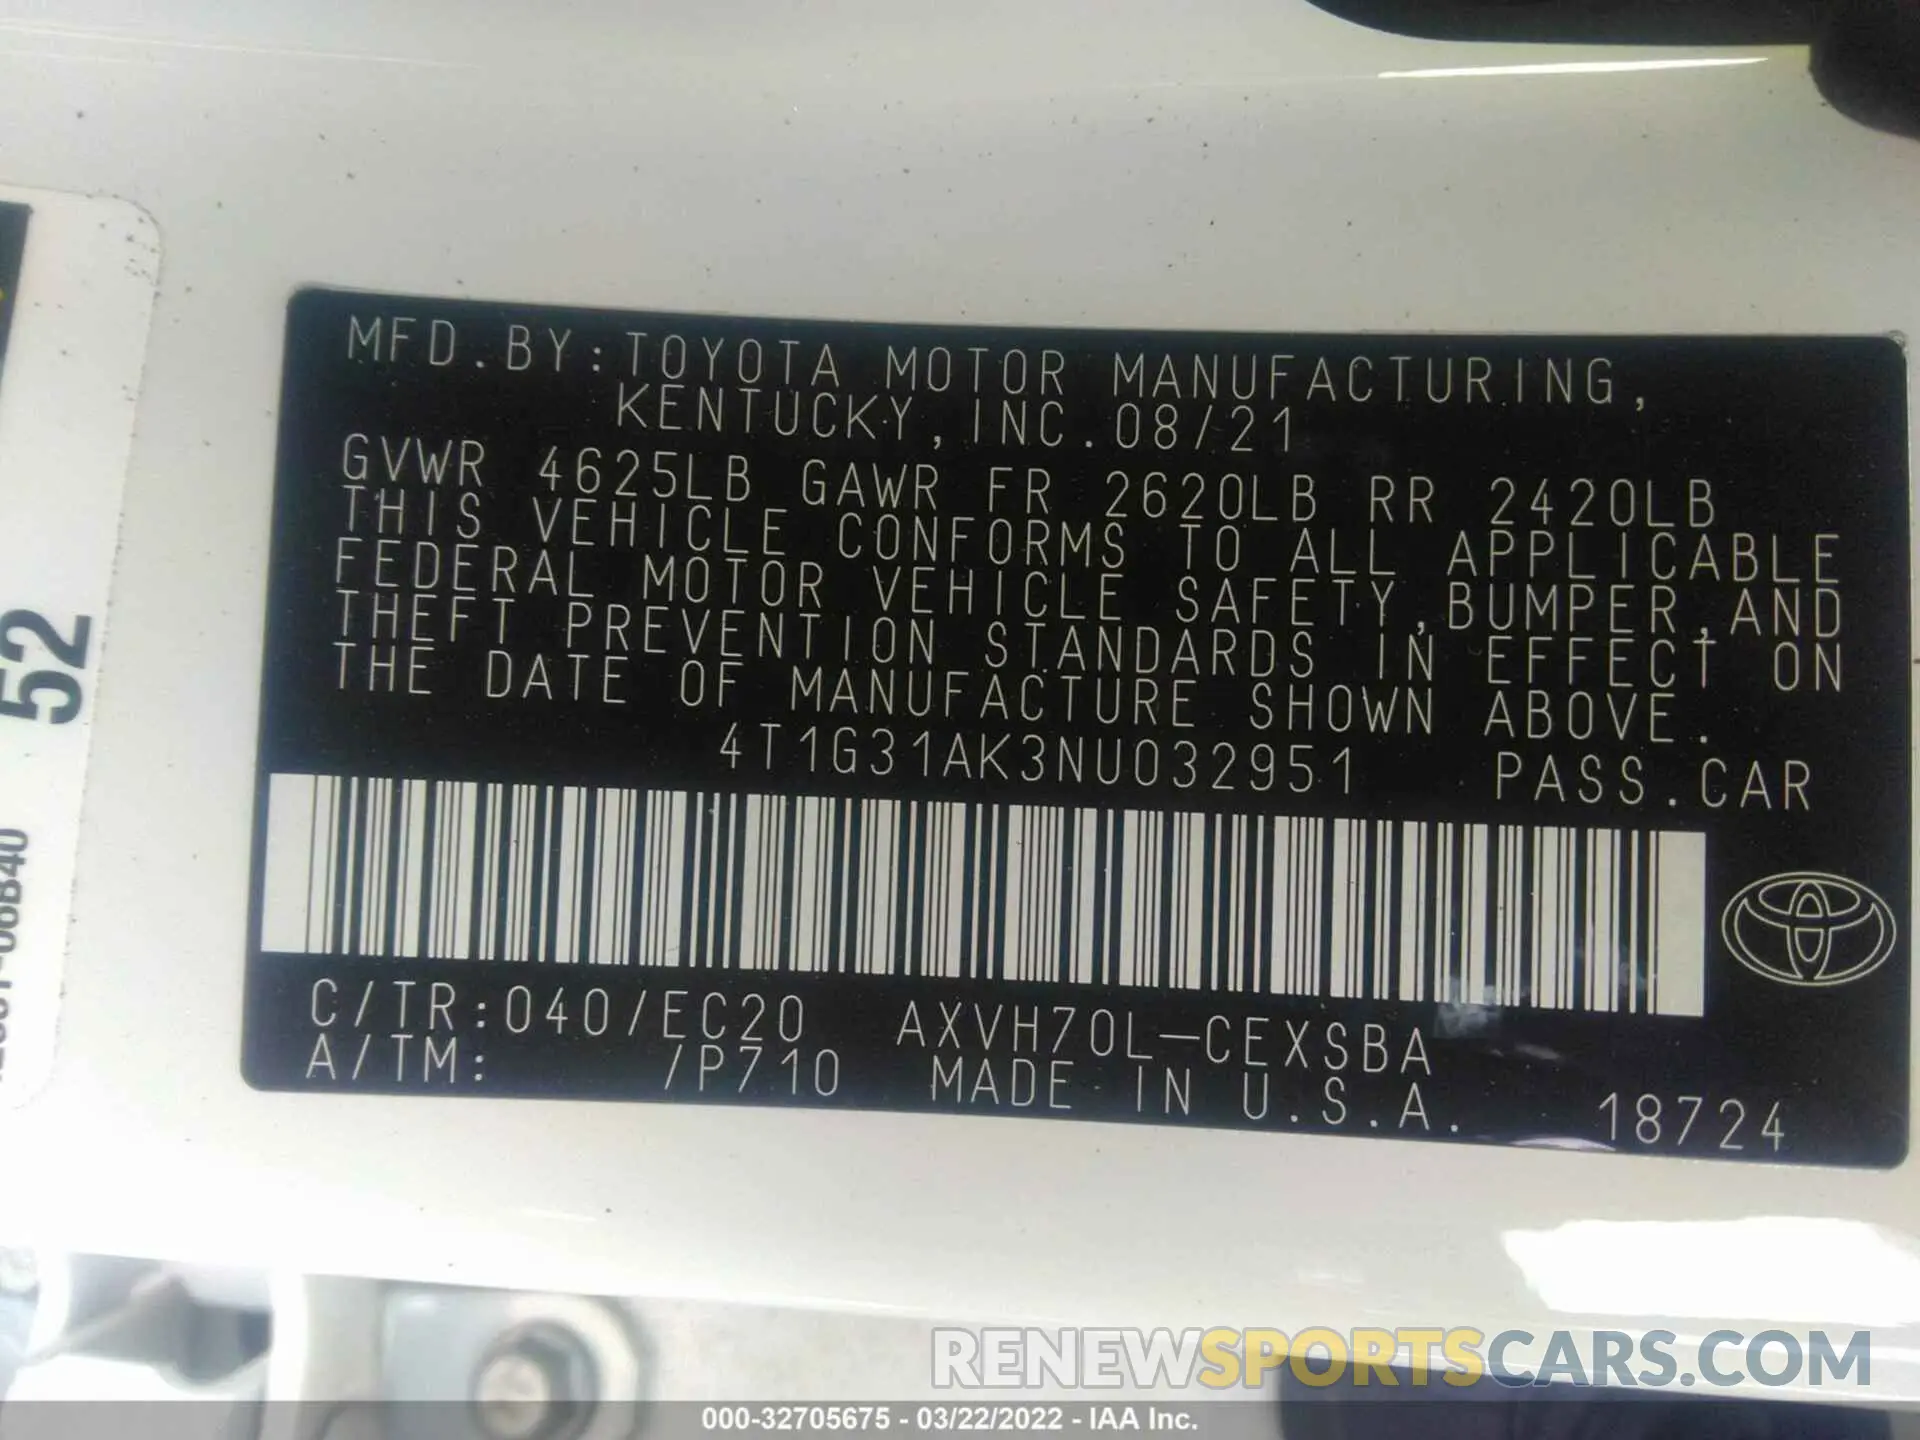 MFD.BY:TOYOTA MOTOR MANUFACTURING,
KENTUCKY,INC.08/21
GVWR 4625LB GAWR FR 2620LB RR 2420LB
THIS VEHICLE CONFORMS TO ALL APPLICABLE
FEDERAL MOTOR VEHICLE SAFETY,BUMPER,AND
THEFT PREVENTION STANDARDS IN EFFECT ON
THE DATE OF MANUFACTURE SHOWN ABOVE.
4T1G31AK3NU032951 PASS.CAR
C/TR:040/EC20 AXVH70L-CEXSBA
A/TM: /P710 MADE IN U.S.A. 18724
52
RENEWSPORTSCARS.COM
000-32705675 - 03/22/2022 - IAA Inc.